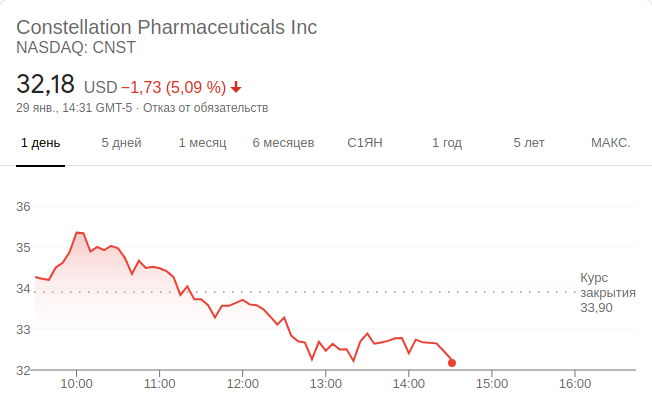 Constellation Pharmaceuticals Inc
NASDAQ: CNST
32,18 USD −1,73 (5,09 %)
29 янв., 14:31 GMT-5 · Отказ от обязательств
1 день 5 дней 1 месяц 6 месяцев С1ЯН 1 год 5 лет МАКС.
36
35
34
33
32
Курс
закрытия
33,90
10:00 11:00 12:00 13:00 14:00 15:00 16:00